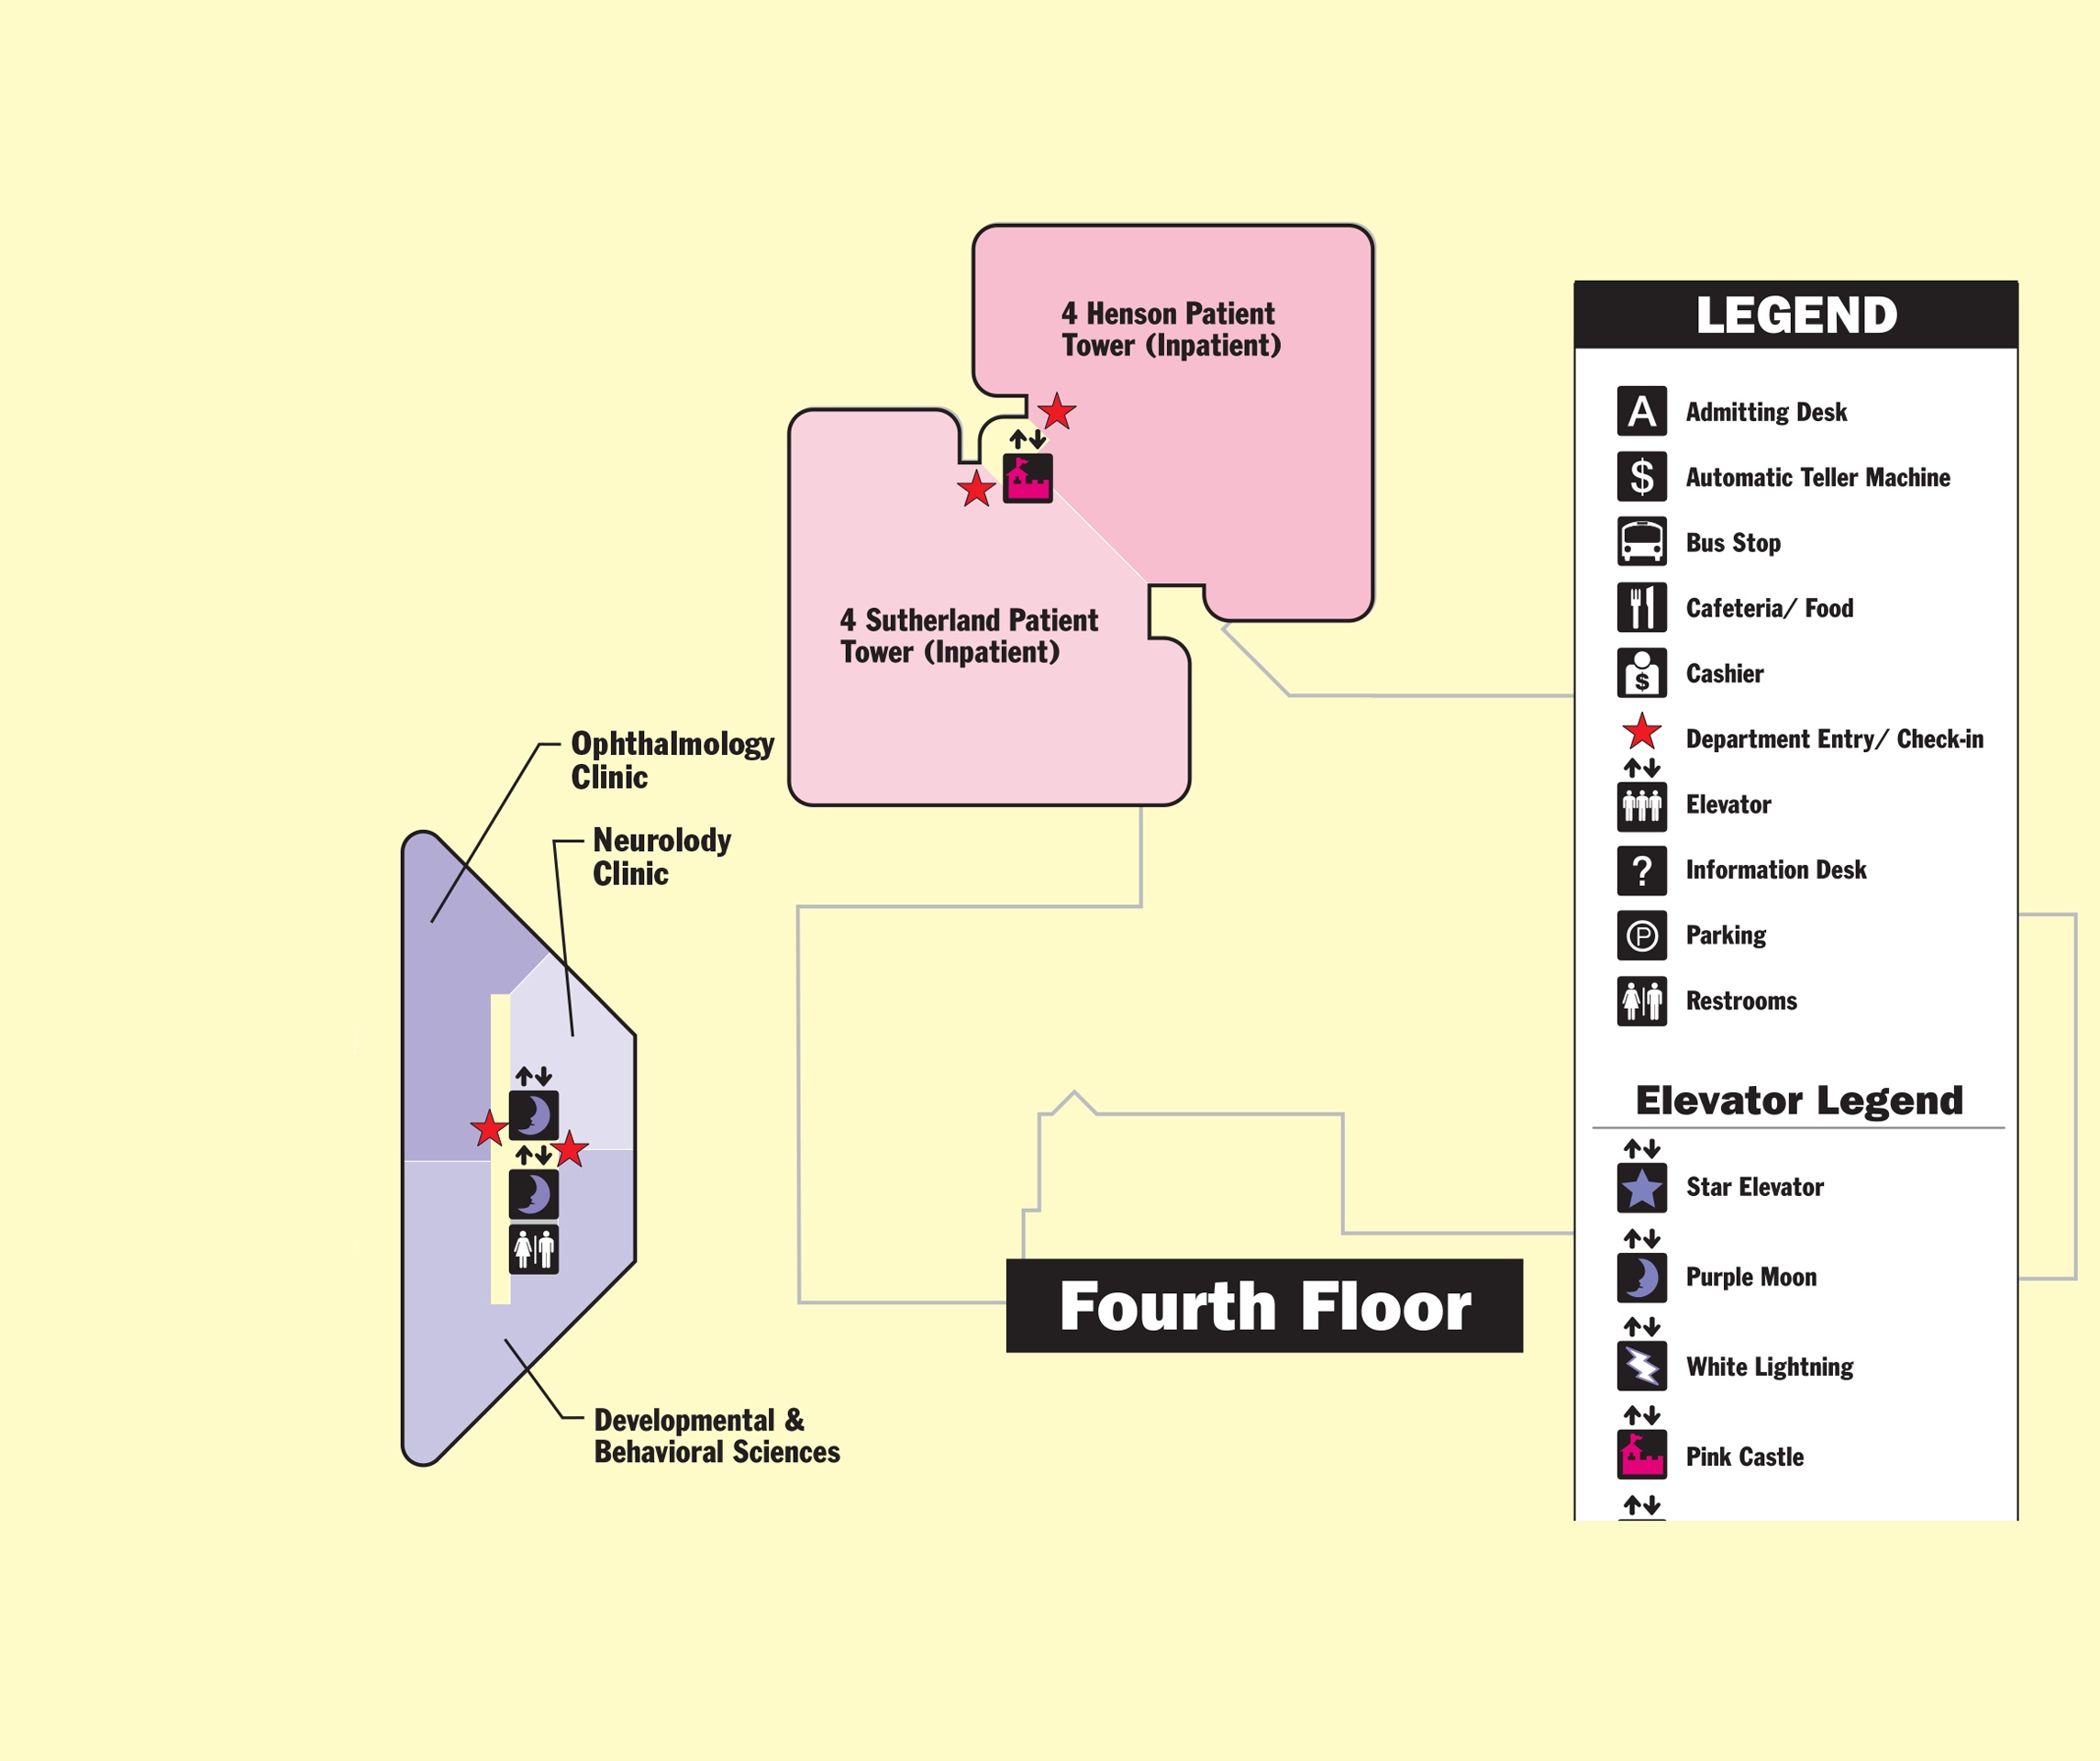 4 Henson Patient
Tower (Inpatient)
4 Sutherland Patient
Tower (Inpatient)
Ophthalmology
Clinic
Neurolody
Clinic
Developmental &
Behavioral Sciences
Fourth Floor
LEGEND
A Admitting Desk
$ Automatic Teller Machine
Bus Stop
Cafeteria/ Food
$ Cashier
Department Entry/ Check-in
Elevator
? Information Desk
P Parking
Restrooms
Elevator Legend
Star Elevator
Purple Moon
White Lightning
Pink Castle